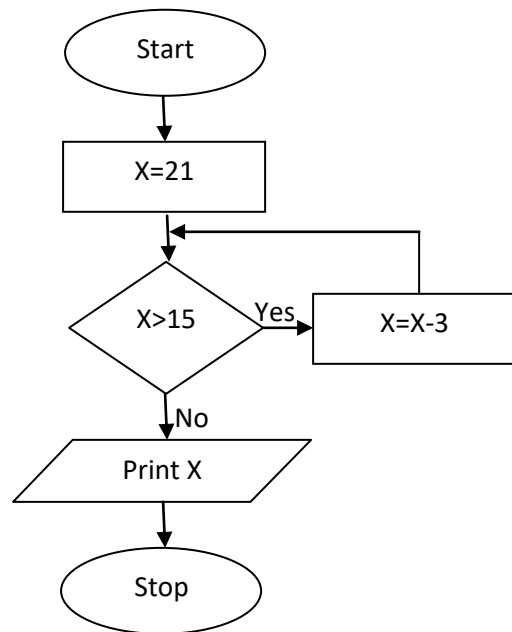 Start
X=21
X>15
Yes
X=X-3
No
Print X
Stop